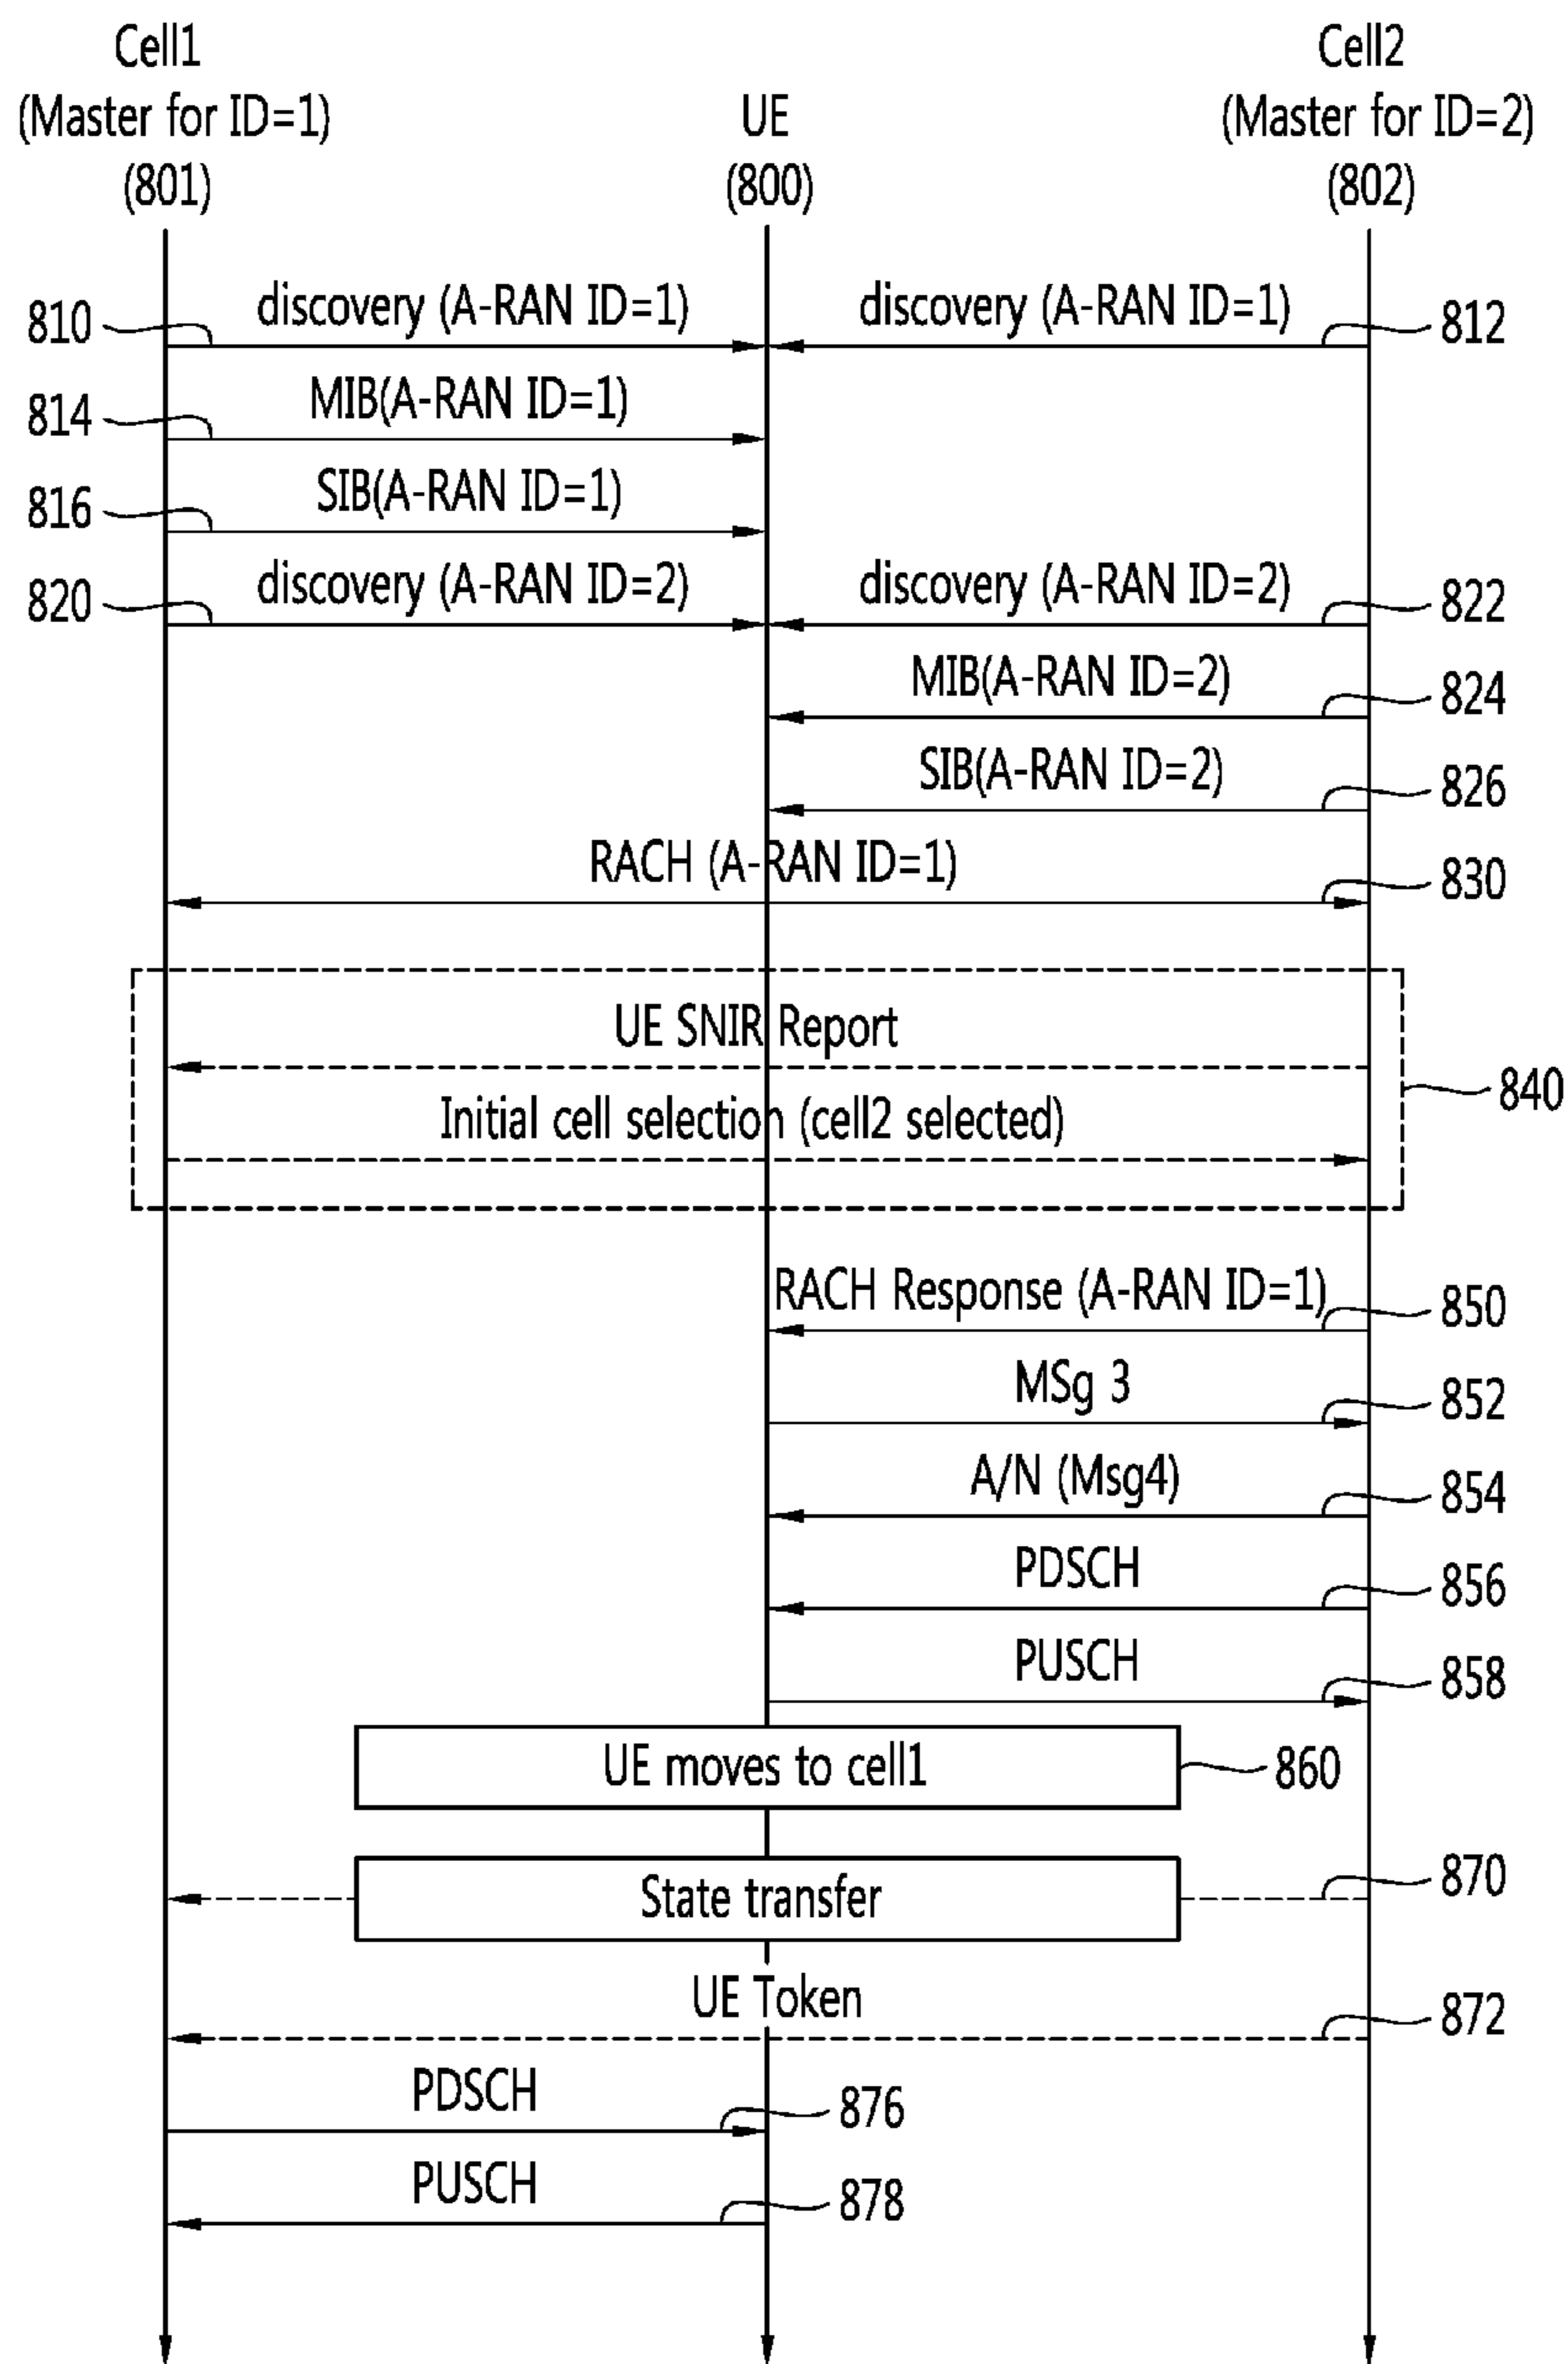 Cell1
(Master for ID=1)
(801)
UE
(800)
Cell2
(Master for ID=2)
(802)
810
discovery (A-RAN ID=1)
discovery (A-RAN ID=1)
812
814
MIB(A-RAN ID=1)
816
SIB(A-RAN ID=1)
820
discovery (A-RAN ID=2)
discovery (A-RAN ID=2)
822
MIB(A-RAN ID=2)
824
SIB(A-RAN ID=2)
826
RACH (A-RAN ID=1)
830
UE SNIR Report
Initial cell selection (cell2 selected)
840
RACH Response (A-RAN ID=1)
850
MSg 3
852
A/N (Msg4)
854
PDSCH
856
PUSCH
858
UE moves to cell1
860
State transfer
870
UE Token
872
PDSCH
876
PUSCH
878